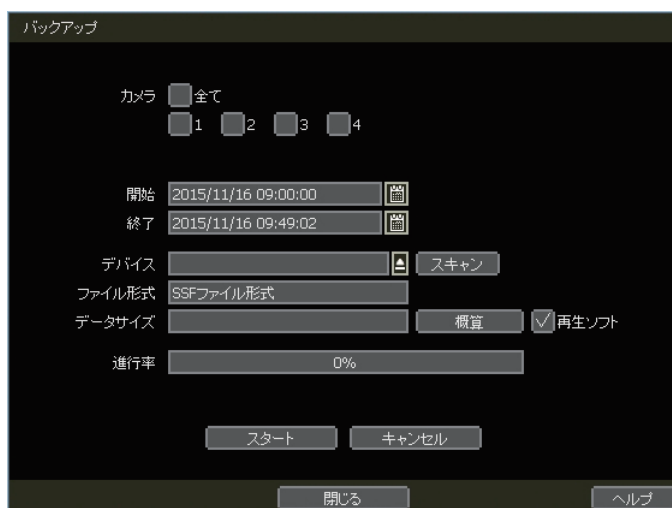 バックアップ
カメラ 全て
1 2 3 4
開始 2015/11/16 09:00:00
終了 2015/11/16 09:49:02
デバイス スキャン
ファイル形式 SSFファイル形式
データサイズ 概算 再生ソフト
進行率 0%
スタート キャンセル
閉じる ヘルプ